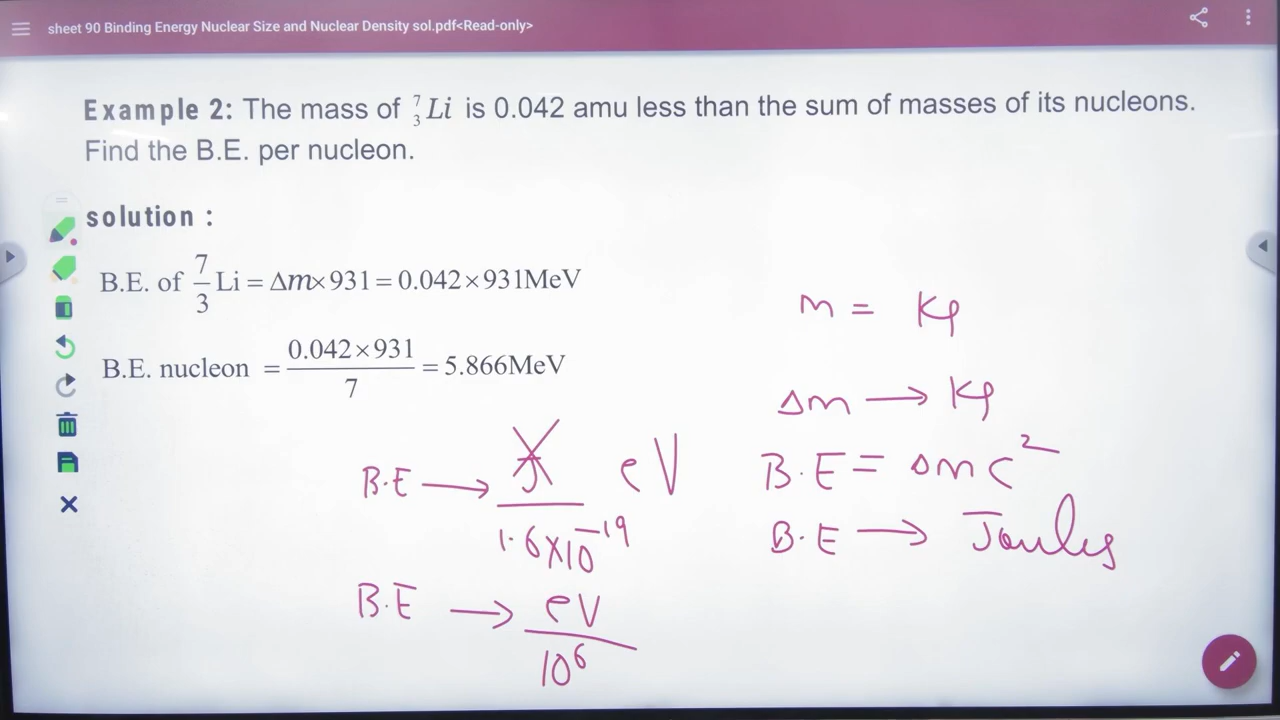 sheet 90 Binding Energy Nuclear Size and Nuclear Density sol.pdf<Read-only>
Example 2: The mass of ⁷₃Li is 0.042 amu less than the sum of masses of its nucleons.
Find the B.E. per nucleon.
solution :
B.E. of 7/3 Li = Δm×931 = 0.042×931MeV
B.E. nucleon = 0.042×931/7 = 5.866MeV
m = Kg
Δm → Kg
B.E → J/1.6×10⁻¹⁹ eV
B.E = Δmc²
B.E → Joules
B.E → eV/10⁶